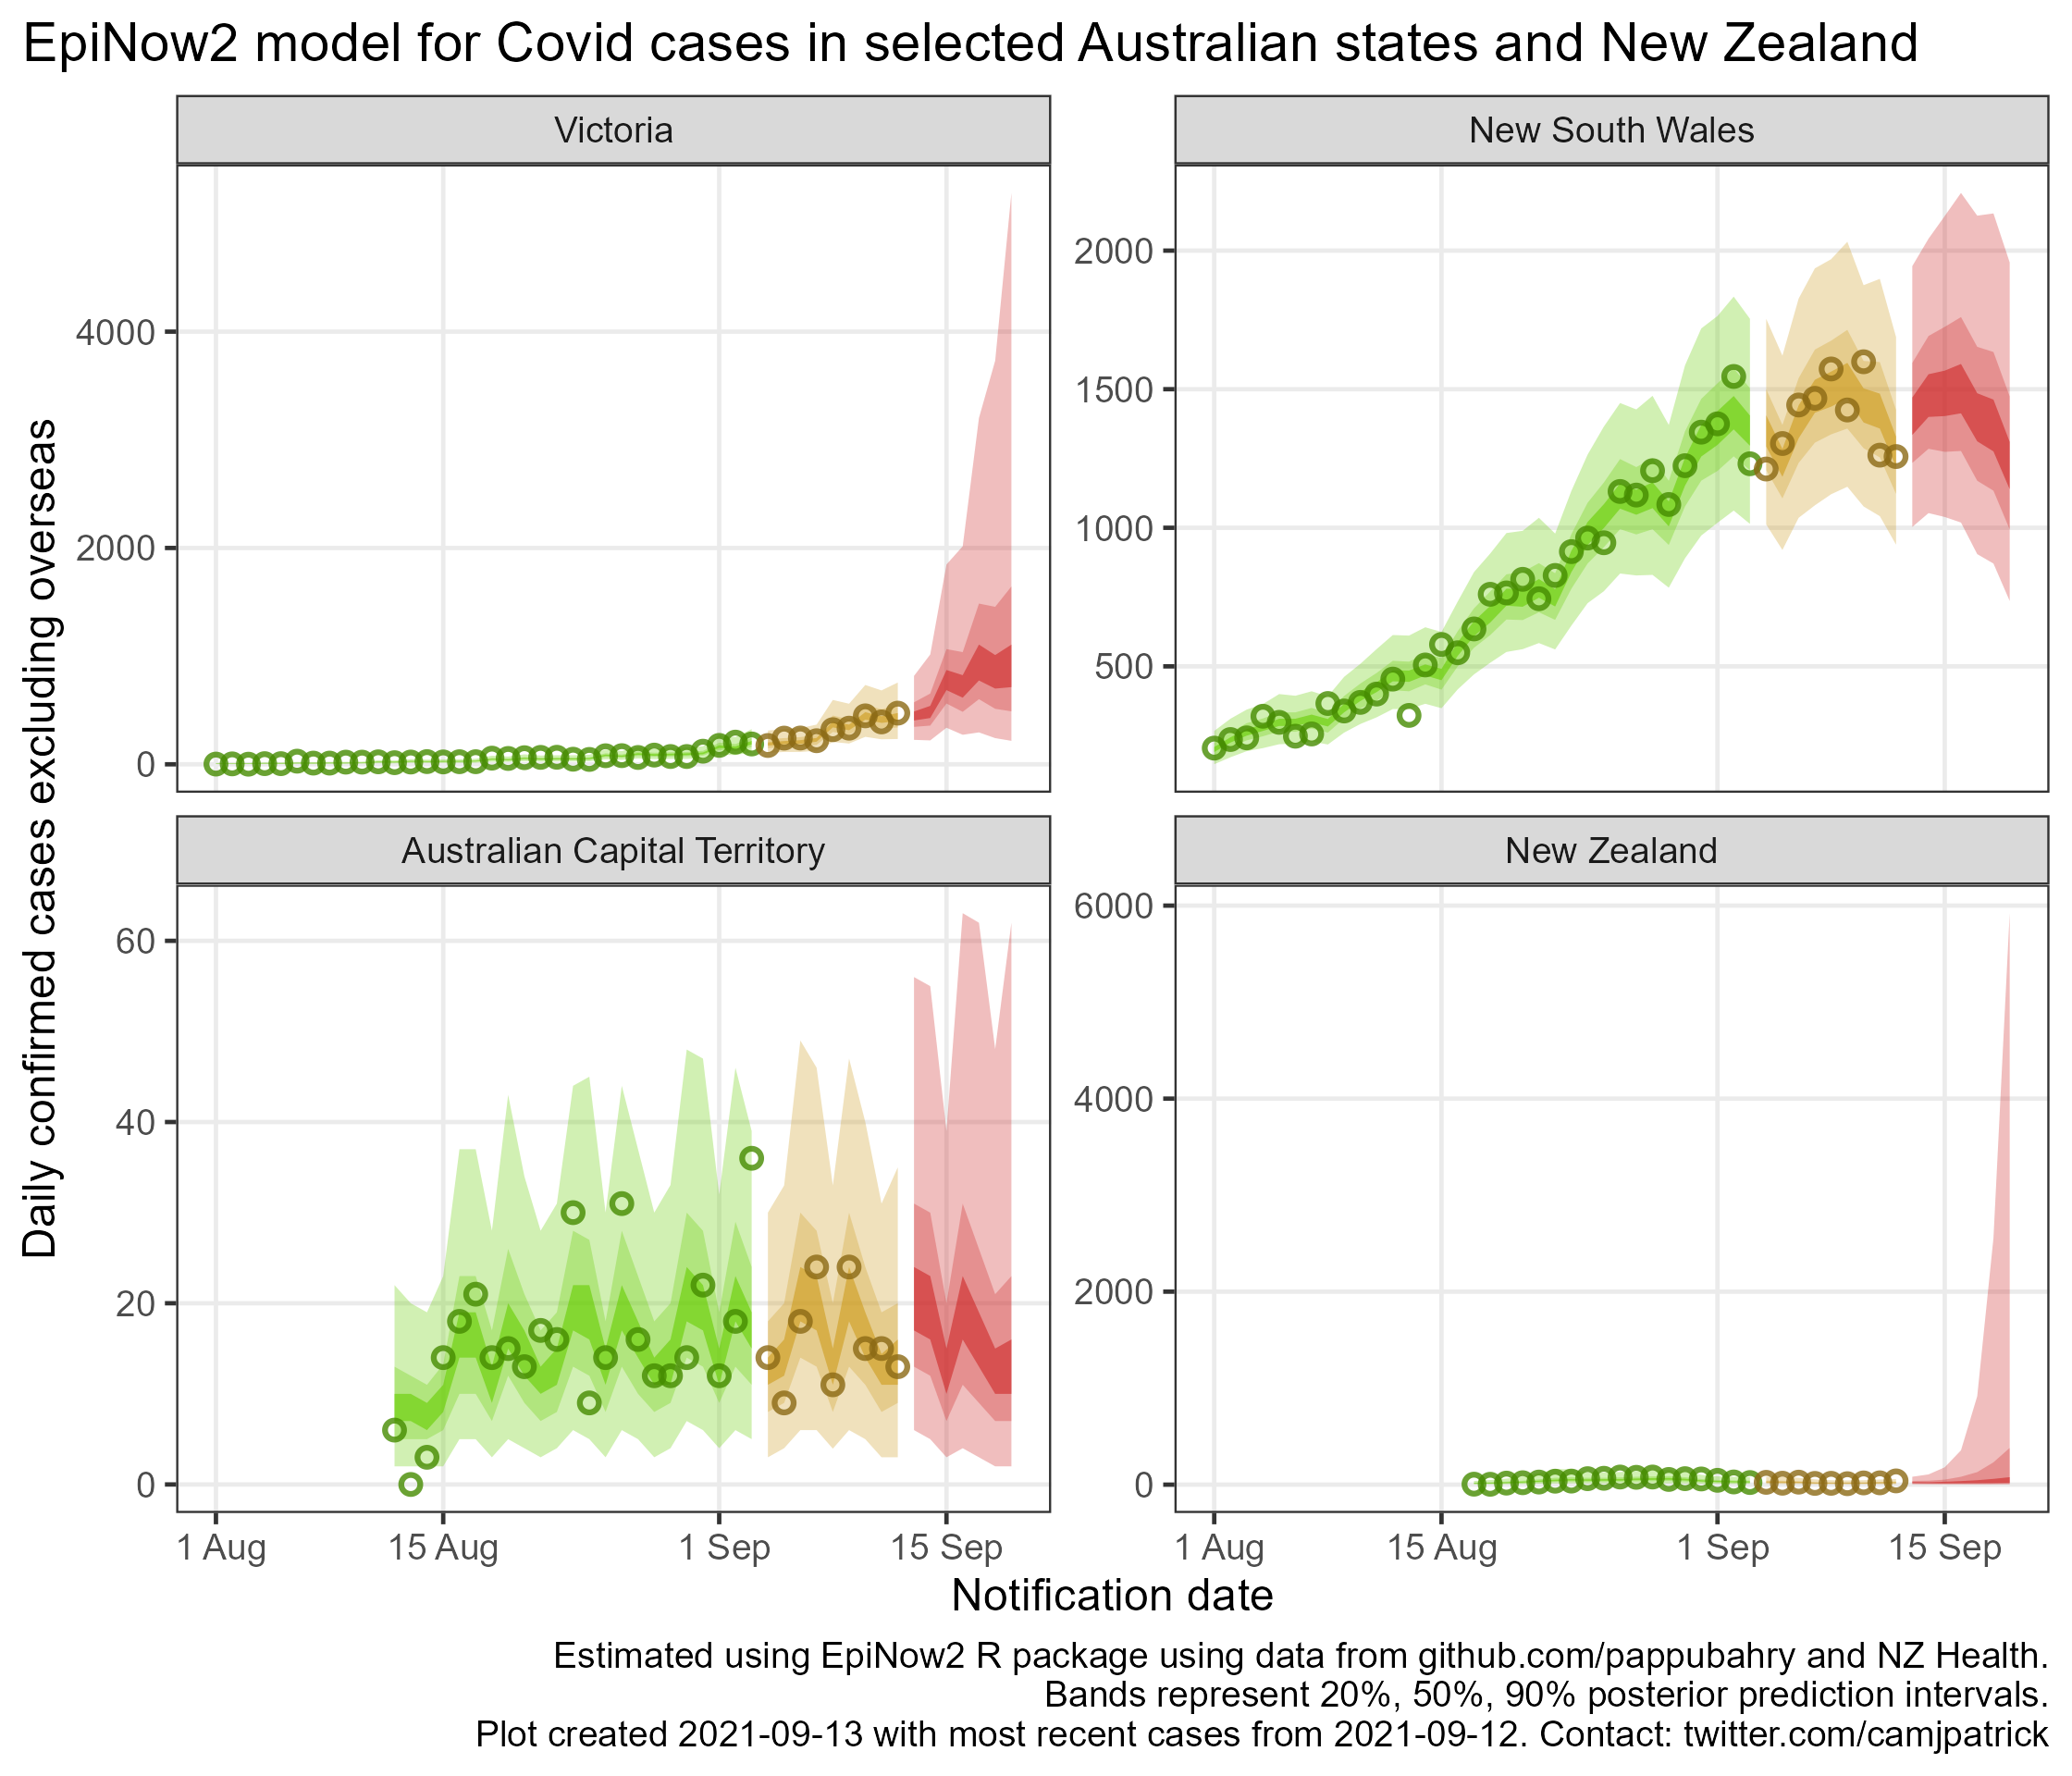 EpiNow2 model for Covid cases in selected Australian states and New Zealand
Victoria
New South Wales
4000
2000
0
2000
1500
1000
500
Daily confirmed cases excluding overseas
Australian Capital Territory
New Zealand
60
40
20
0
6000
4000
2000
0
1 Aug
15 Aug
1 Sep
15 Sep
1 Aug
15 Aug
1 Sep
15 Sep
Notification date
Estimated using EpiNow2 R package using data from github.com/pappubahry and NZ Health.
Bands represent 20%, 50%, 90% posterior prediction intervals.
Plot created 2021-09-13 with most recent cases from 2021-09-12. Contact: twitter.com/camjpatrick